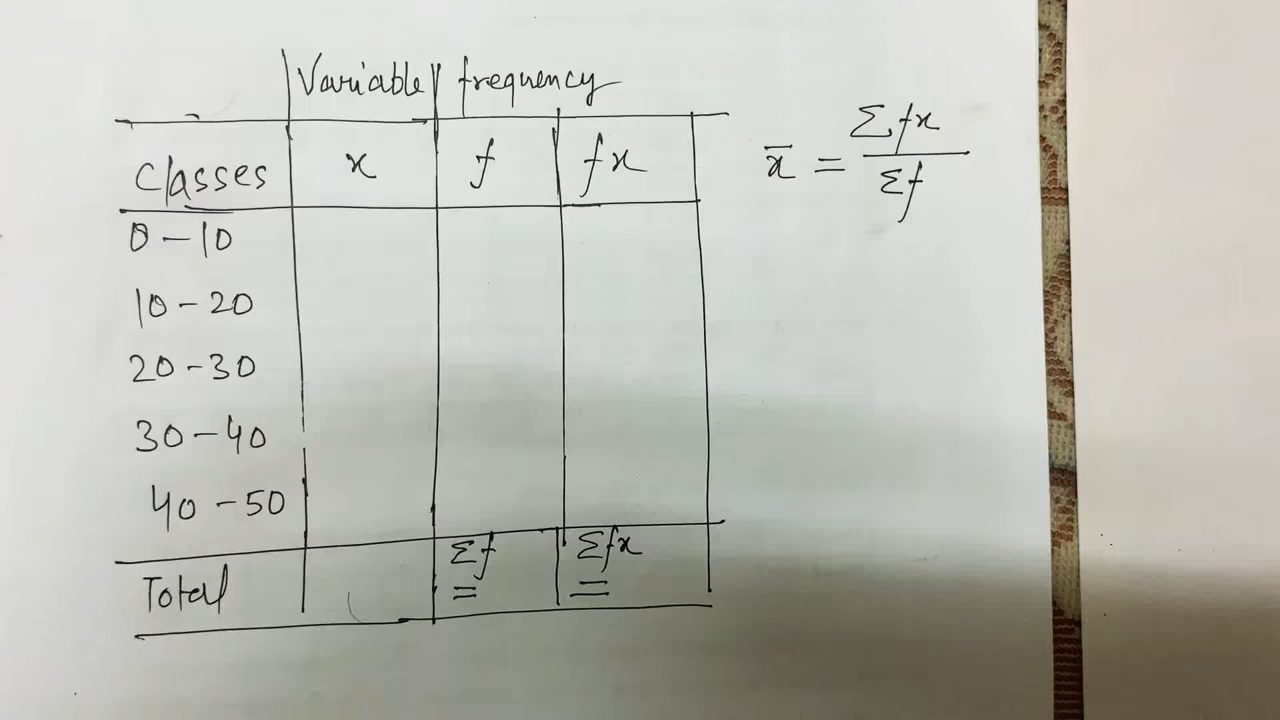 Variable frequency
Classes x f fx
x̄ = Σfx / Σf
0-10
10-20
20-30
30-40
40-50
Total Σf = Σfx =